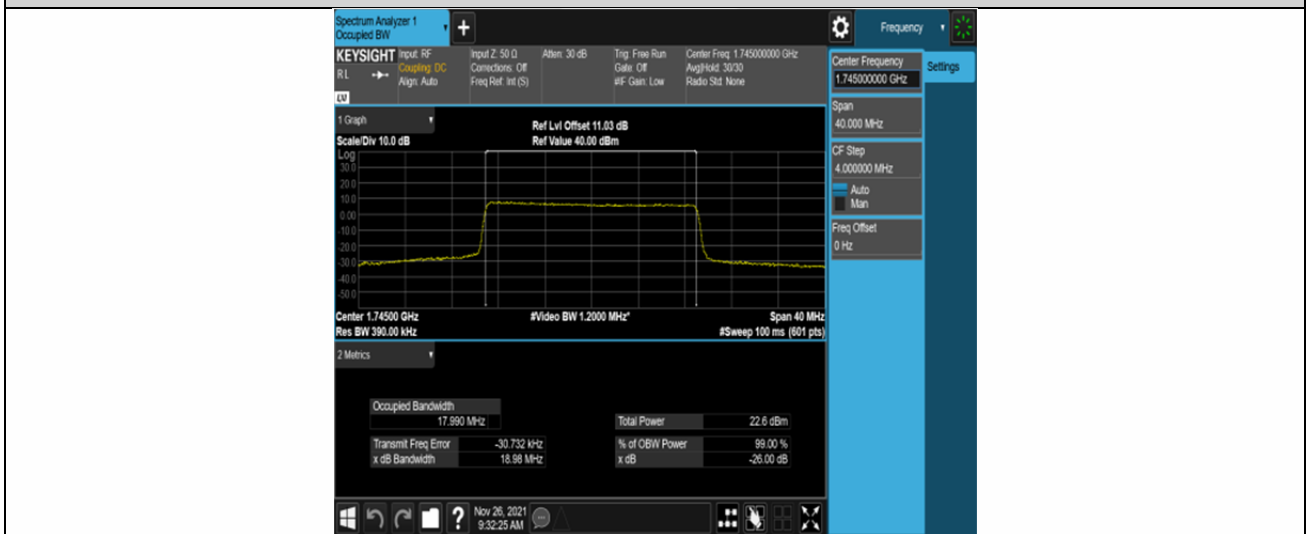 Spectrum Analyzer 1
Occupied BW
+
Frequency
KEYSIGHT
R L
LXI
Input: RF
Coupling: DC
Align: Auto
Input Z: 50 Ω
Corrections: Off
Freq Ref: Int (S)
Atten: 30 dB
Trig: Free Run
Gate: Off
#IF Gain: Low
Center Freq: 1.745000000 GHz
Avg|Hold: 30/30
Radio Std: None
Center Frequency
1.745000000 GHz
Settings
Span
40.000 MHz
CF Step
4.000000 MHz
Auto
Man
Freq Offset
0 Hz
1 Graph
Scale/Div 10.0 dB
Ref Lvl Offset 11.03 dB
Ref Value 40.00 dBm
Log
30.0
20.0
10.0
0.00
-10.0
-20.0
-30.0
-40.0
-50.0
Center 1.74500 GHz
#Video BW 1.2000 MHz*
Span 40 MHz
Res BW 390.00 kHz
#Sweep 100 ms (601 pts)
2 Metrics
Occupied Bandwidth
17.990 MHz
Total Power 22.6 dBm
Transmit Freq Error -30.732 kHz
% of OBW Power 99.00 %
x dB Bandwidth 18.98 MHz
x dB -26.00 dB
?
Nov 26, 2021
9:32:25 AM